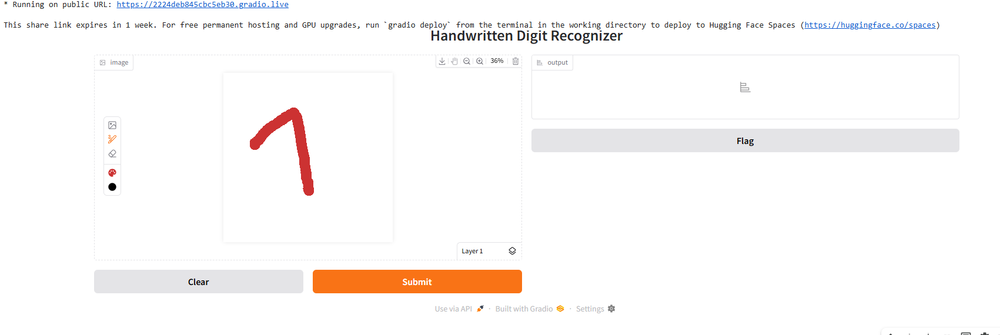 * Running on public URL: https://2224deb845cbc5eb30.gradio.live
This share link expires in 1 week. For free permanent hosting and GPU upgrades, run `gradio deploy` from the terminal in the working directory to deploy to Hugging Face Spaces (https://huggingface.co/spaces)
Handwritten Digit Recognizer
image
36%
output
1
Flag
Layer 1
Clear
Submit
Use via API · Built with Gradio · Settings